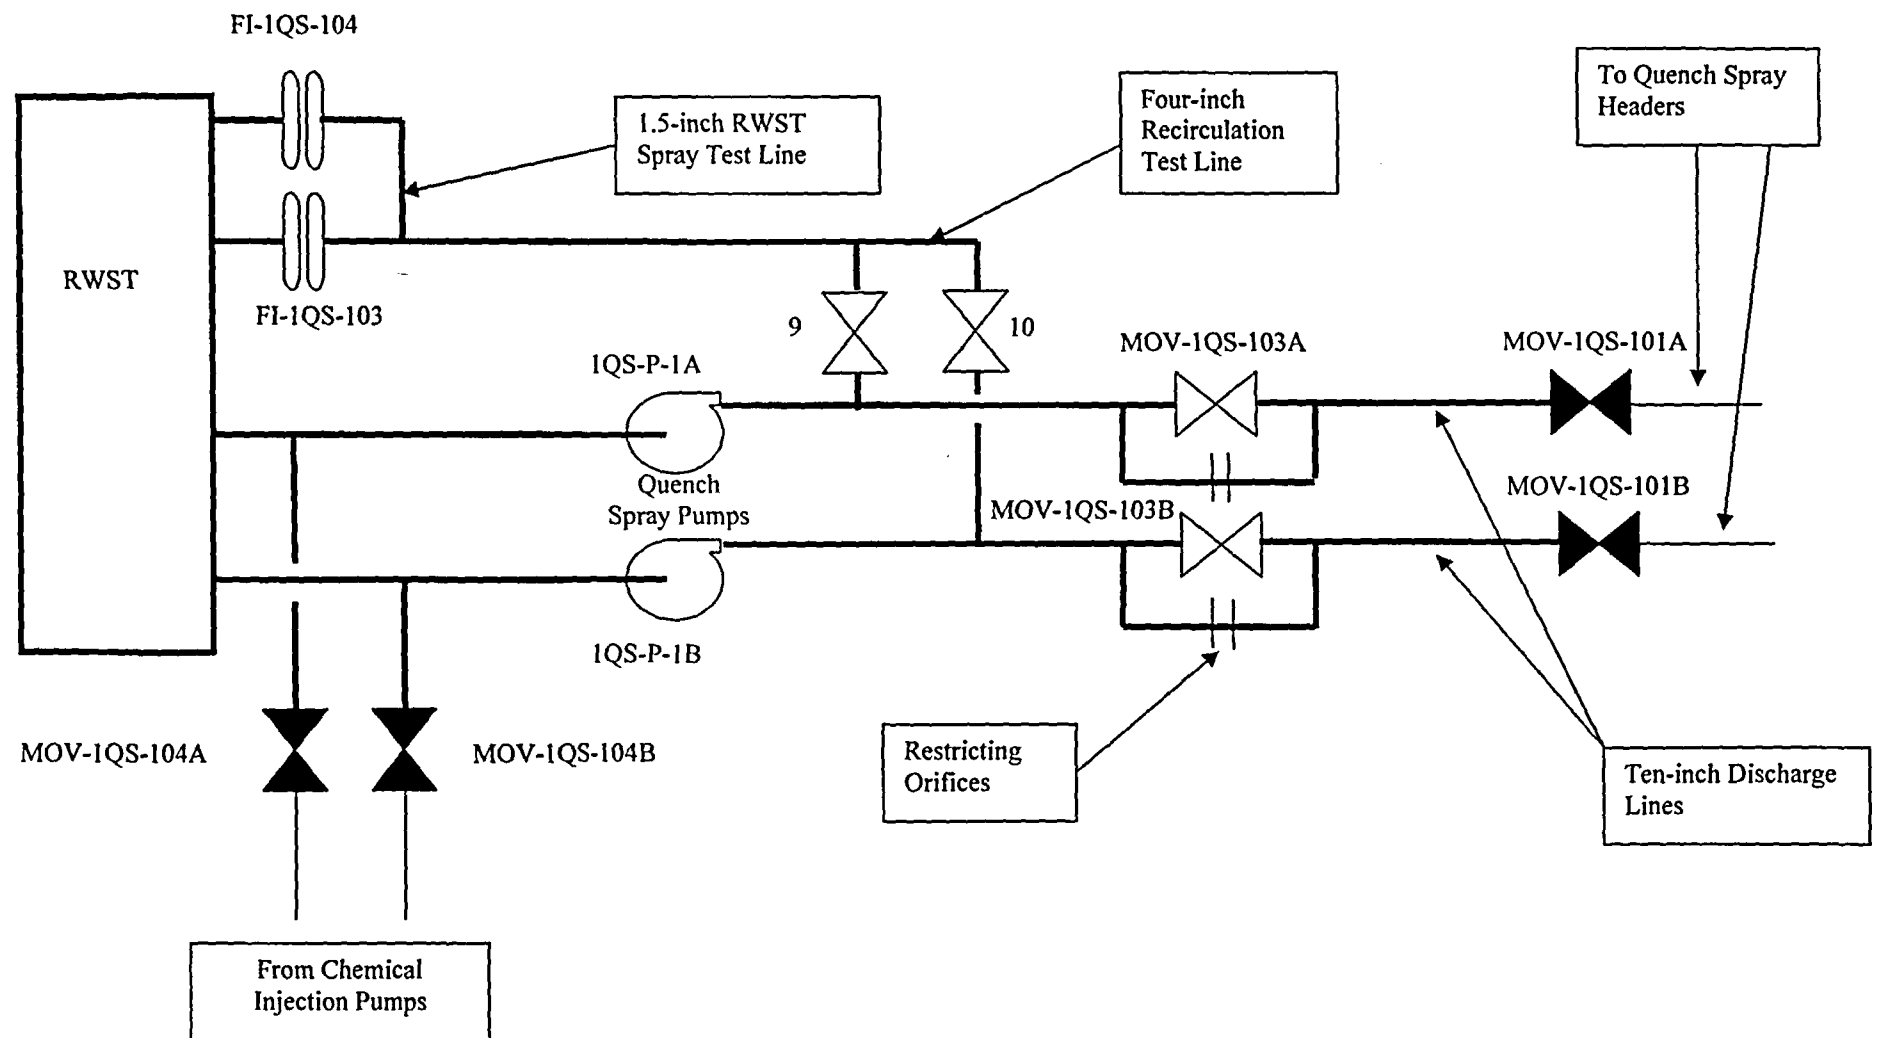 FI-1QS-104
To Quench Spray
Headers
1.5-inch RWST
Spray Test Line
Four-inch
Recirculation
Test Line
RWST
FI-1QS-103
9
10
MOV-1QS-103A
MOV-1QS-101A
1QS-P-1A
Quench
Spray Pumps
MOV-1QS-103B
MOV-1QS-101B
1QS-P-1B
MOV-1QS-104A
MOV-1QS-104B
Restricting
Orifices
Ten-inch Discharge
Lines
From Chemical
Injection Pumps